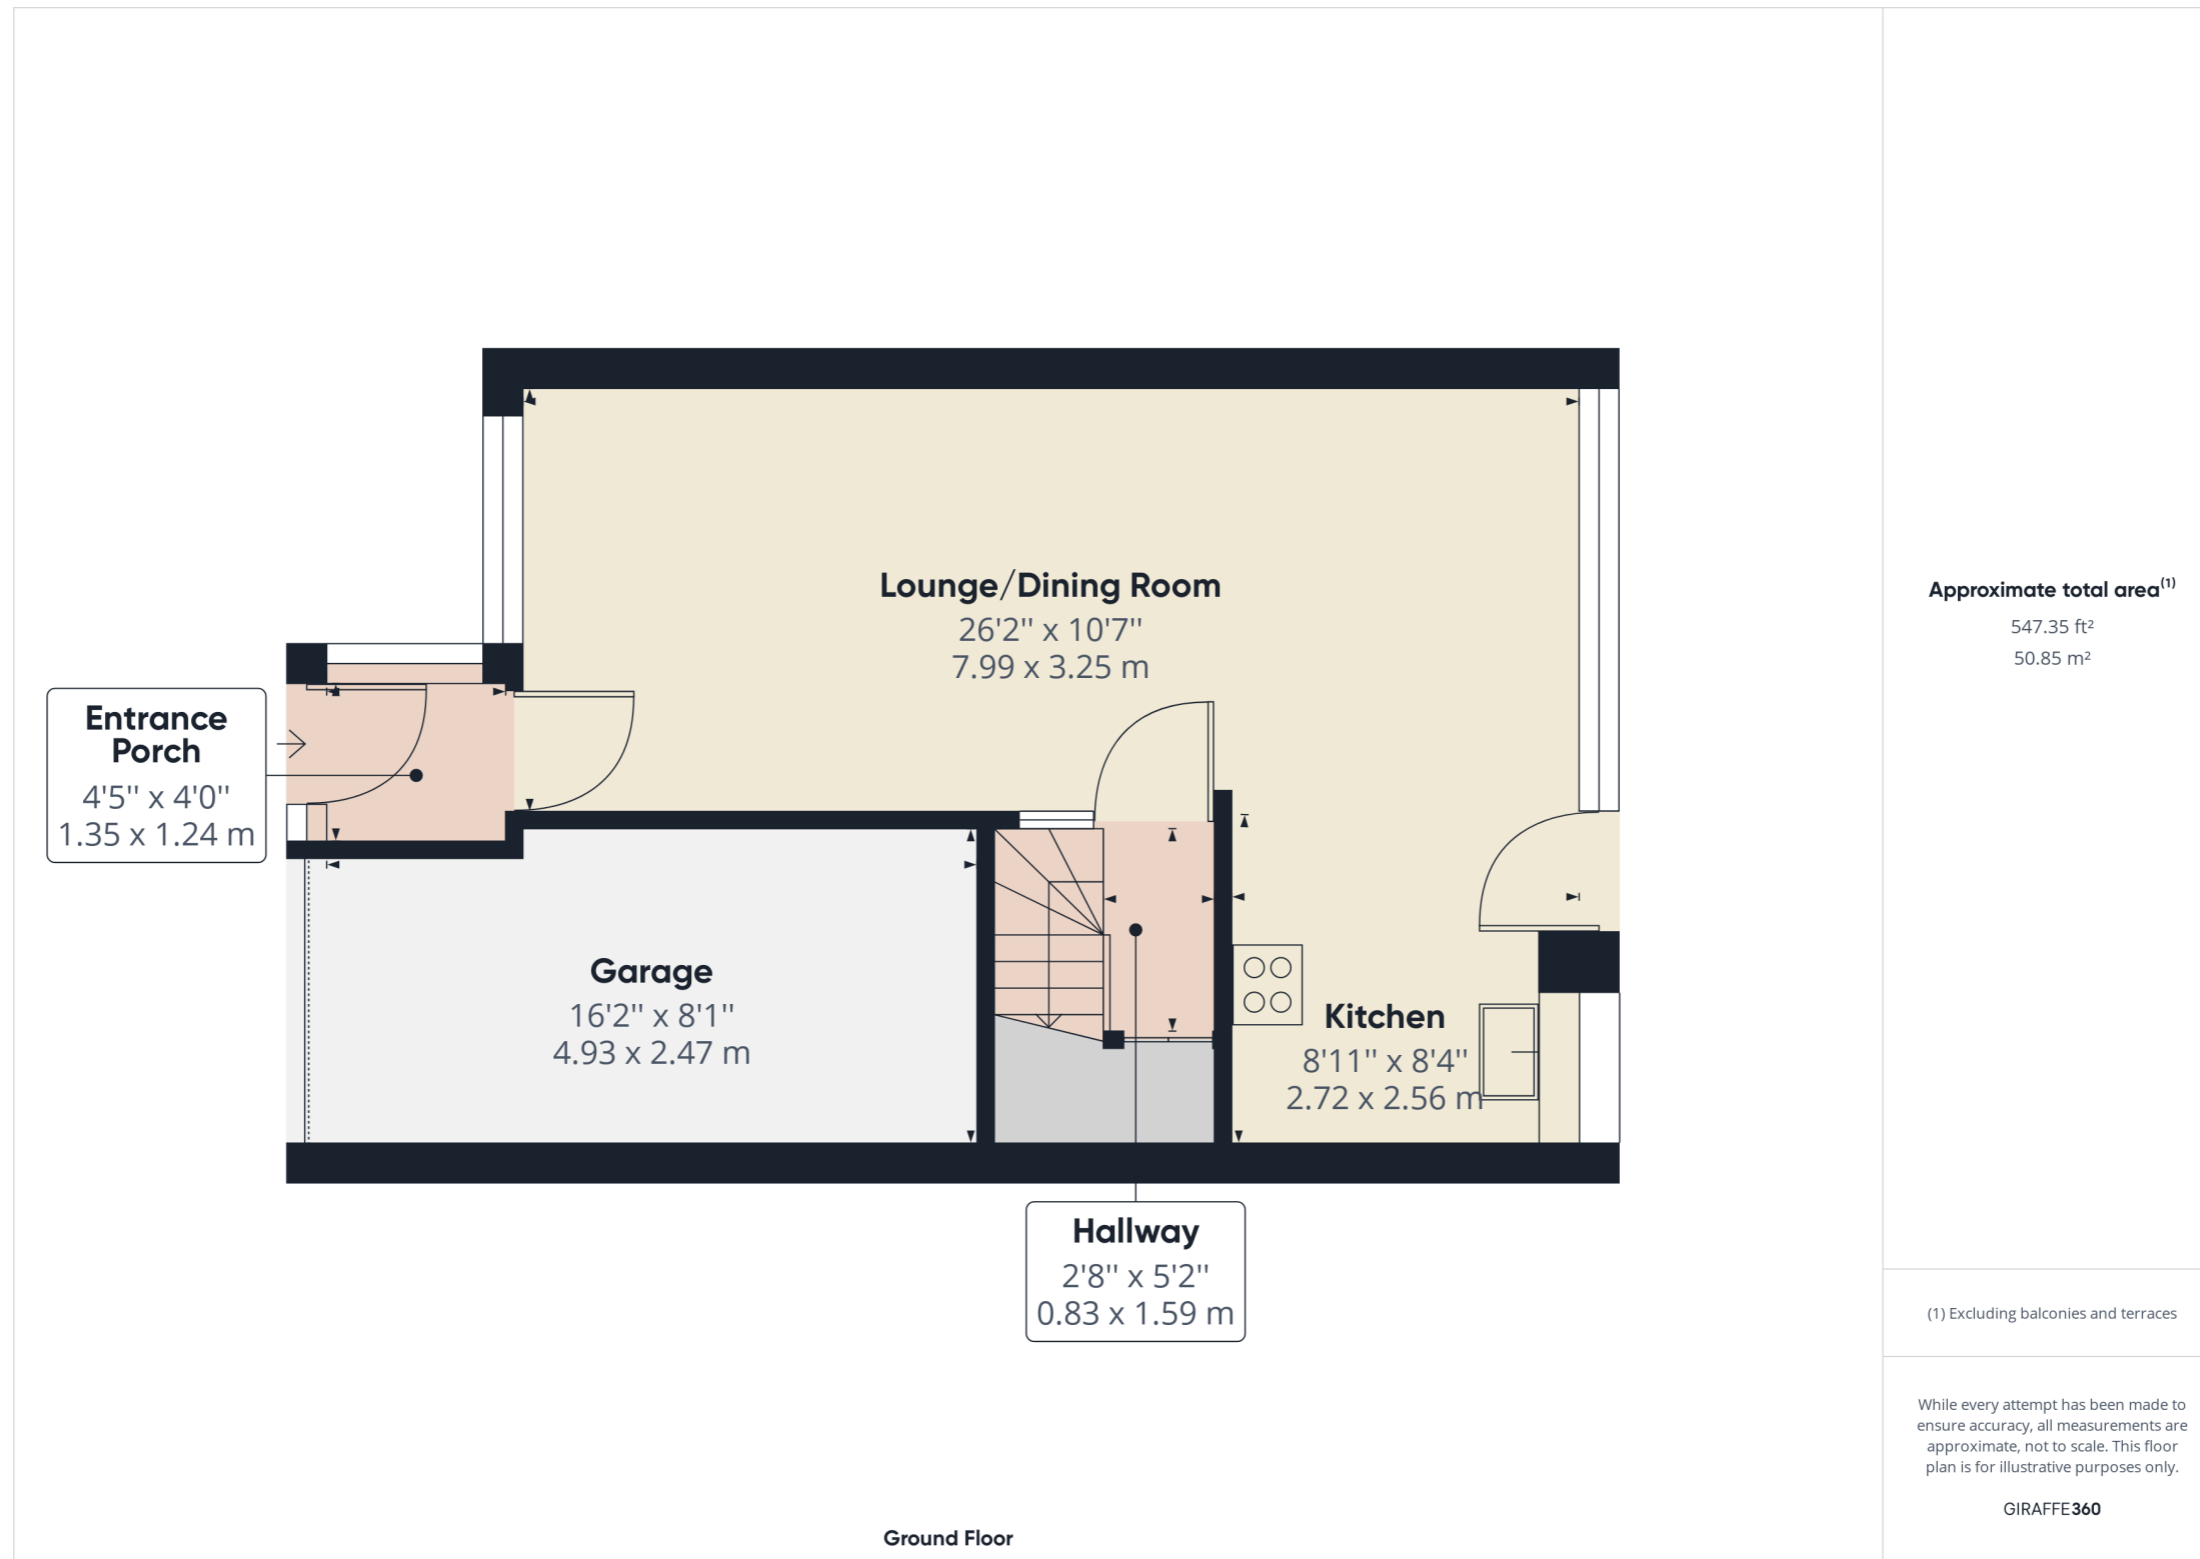 Lounge/Dining Room
26'2'' x 10'7''
7.99 x 3.25 m
Entrance
Porch
4'5'' x 4'0''
1.35 x 1.24 m
Garage
16'2'' x 8'1''
4.93 x 2.47 m
Kitchen
8'11'' x 8'4''
2.72 x 2.56 m
Hallway
2'8'' x 5'2''
0.83 x 1.59 m
Ground Floor
Approximate total area(1)
547.35 ft²
50.85 m²
(1) Excluding balconies and terraces
While every attempt has been made to
ensure accuracy, all measurements are
approximate, not to scale. This floor
plan is for illustrative purposes only.
GIRAFFE360